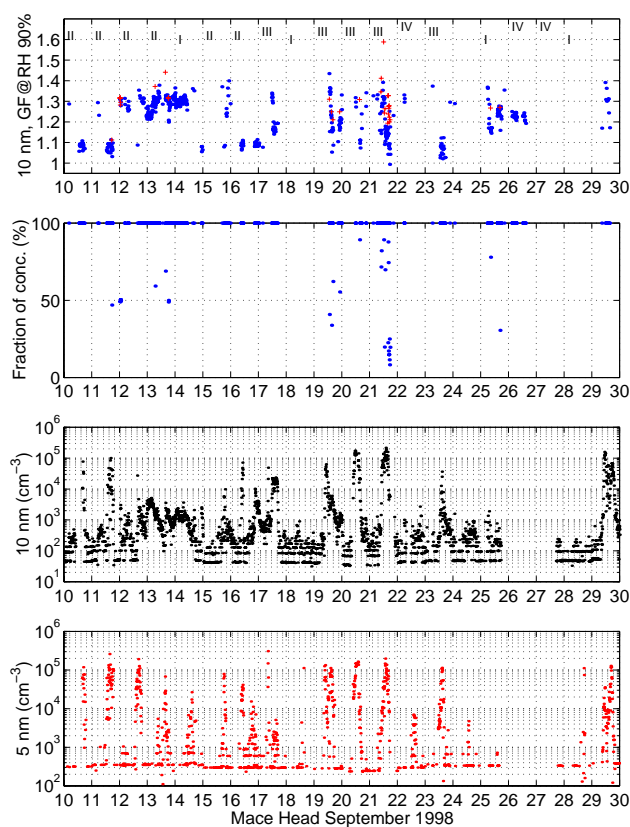 II II II II I II II III I III III III IV III I IV IV I
10 nm, GF@RH 90%
1.6
1.5
1.4
1.3
1.2
1.1
1
10 11 12 13 14 15 16 17 18 19 20 21 22 23 24 25 26 27 28 29 30
Fraction of conc. (%)
100
50
0
10 11 12 13 14 15 16 17 18 19 20 21 22 23 24 25 26 27 28 29 30
10 nm (cm⁻³)
10⁶
10⁵
10⁴
10³
10²
10¹
10 11 12 13 14 15 16 17 18 19 20 21 22 23 24 25 26 27 28 29 30
5 nm (cm⁻³)
10⁶
10⁵
10⁴
10³
10²
10 11 12 13 14 15 16 17 18 19 20 21 22 23 24 25 26 27 28 29 30
Mace Head September 1998